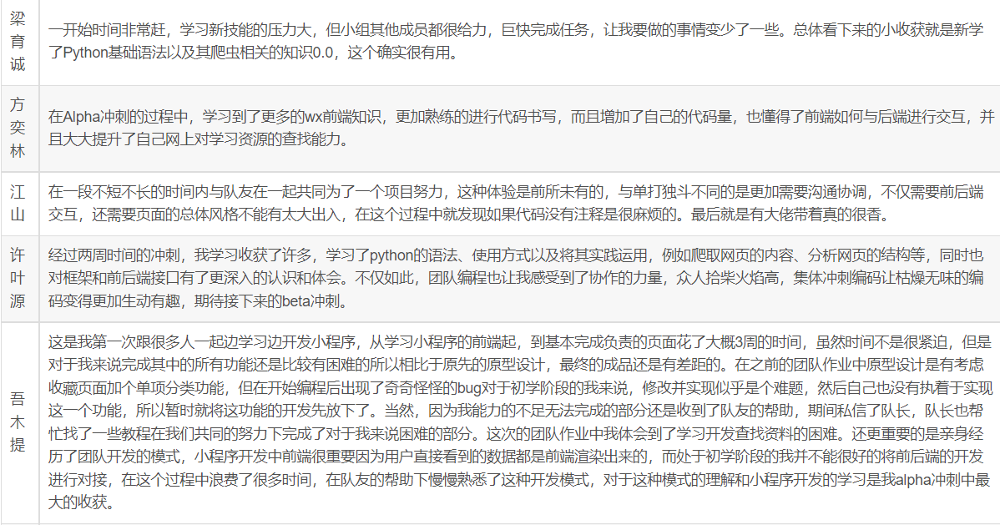 梁育诚
一开始时间非常赶，学习新技能的压力大，但小组其他成员都很给力，巨快完成任务，让我要做的事情变少了一些。总体看下来的小收获就是新学
了Python基础语法以及其爬虫相关的知识0.0，这个确实很有用。
方奕林
在Alpha冲刺的过程中，学习到了更多的wx前端知识，更加熟练的进行代码书写，而且增加了自己的代码量，也懂得了前端如何与后端进行交互，并
且大大提升了自己网上对学习资源的查找能力。
江山
在一段不短不长的时间内与队友在一起共同为了一个项目努力，这种体验是前所未有的，与单打独斗不同的是更加需要沟通协调，不仅需要前后端
交互，还需要页面的总体风格不能有太大出入，在这个过程中就发现如果代码没有注释是很麻烦的。最后就是有大佬带着真的很香。
许叶源
经过两周时间的冲刺，我学习收获了许多，学习了python的语法、使用方式以及将其实践运用，例如爬取网页的内容、分析网页的结构等，同时也
对框架和前后端接口有了更深入的认识和体会。不仅如此，团队编程也让我感受到了协作的力量，众人拾柴火焰高，集体冲刺编码让枯燥无味的编
码变得更加生动有趣，期待接下来的beta冲刺。
吾木提
这是我第一次跟很多人一起边学习边开发小程序，从学习小程序的前端起，到基本完成负责的页面花了大概3周的时间，虽然时间不是很紧迫，但是
对于我来说完成其中的所有功能还是比较有困难的所以相比于原先的原型设计，最终的成品还是有差距的。在之前的团队作业中原型设计是有考虑
收藏页面加个单项分类功能，但在开始编程后出现了奇奇怪怪的bug对于初学阶段的我来说，修改并实现似乎是个难题，然后自己也没有执着于实现
这一个功能，所以暂时就将这功能的开发先放下了。当然，因为我能力的不足无法完成的部分还是收到了队友的帮助，期间私信了队长，队长也帮
忙找了一些教程在我们共同的努力下完成了对于我来说困难的部分。这次的团队作业中我体会到了学习开发查找资料的困难。还更重要的是亲身经
历了团队开发的模式，小程序开发中前端很重要因为用户直接看到的数据都是前端渲染出来的，而处于初学阶段的我并不能很好的将前后端的开发
进行对接，在这个过程中浪费了很多时间，在队友的帮助下慢慢熟悉了这种开发模式，对于这种模式的理解和小程序开发的学习是我alpha冲刺中最
大的收获。